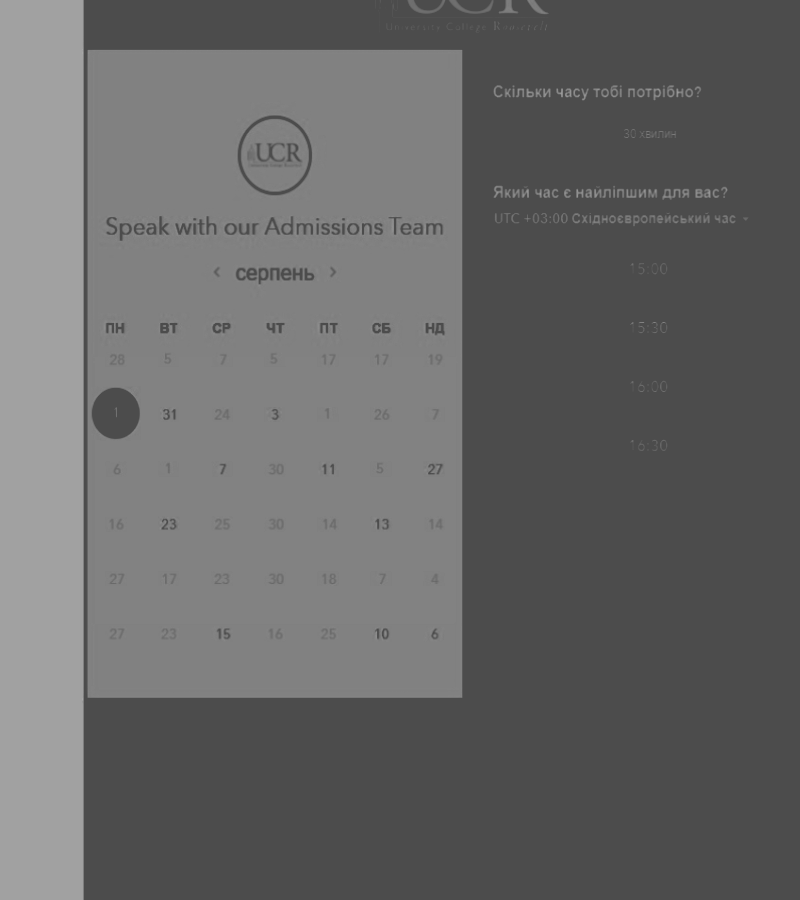 UCR
University College Roosevelt
UCR
Speak with our Admissions Team
‹ серпень ›
ПН ВТ СР ЧТ ПТ СБ НД
28 5 7 5 17 17 19
1 31 24 3 1 26 7
6 1 7 30 11 5 27
16 23 25 30 14 13 14
27 17 23 30 18 7 4
27 23 15 16 25 10 6
Скільки часу тобі потрібно?
30 хвилин
Який час є найліпшим для вас?
UTC +03:00 Східноєвропейський час
15:00
15:30
16:00
16:30